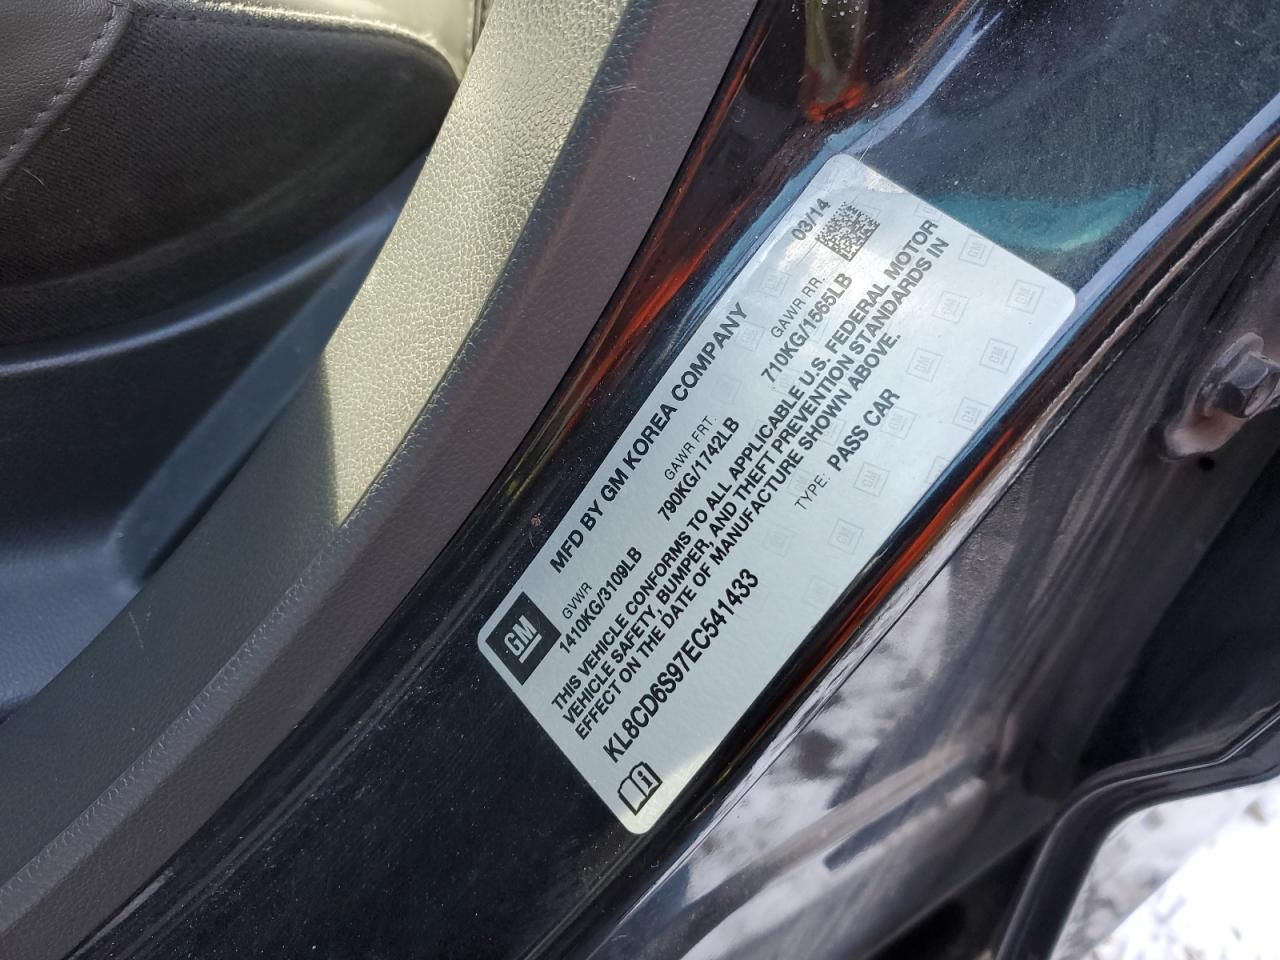 GM
MFD BY GM KOREA COMPANY
03/14
GVWR
GAWR FRT.
GAWR RR.
1410KG/3109LB
790KG/1742LB
710KG/1565LB
THIS VEHICLE CONFORMS TO ALL APPLICABLE U.S. FEDERAL MOTOR
VEHICLE SAFETY, BUMPER, AND THEFT PREVENTION STANDARDS IN
EFFECT ON THE DATE OF MANUFACTURE SHOWN ABOVE.
KL8CD6S97EC541433
TYPE: PASS CAR